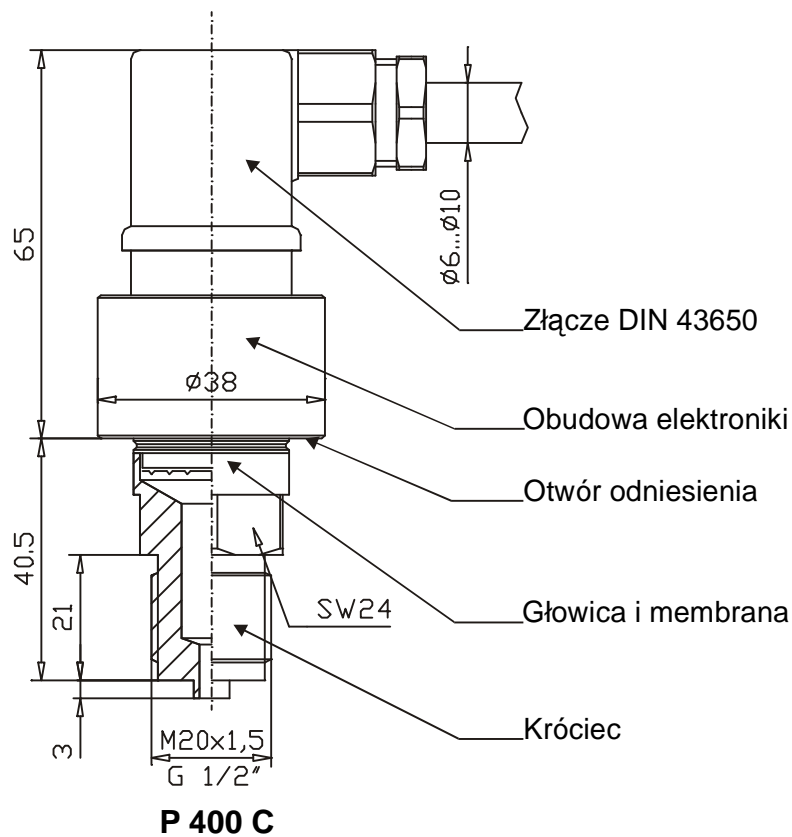 65
ø6...ø10
Złącze DIN 43650
ø38
Obudowa elektroniki
Otwór odniesienia
40.5
21
SW24
Głowica i membrana
3
M20x1,5
G 1/2"
Króciec
P 400 C